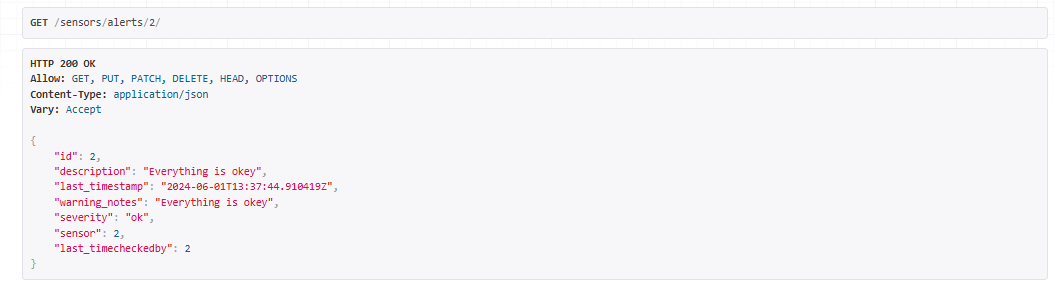 GET /sensors/alerts/2/
HTTP 200 OK
Allow: GET, PUT, PATCH, DELETE, HEAD, OPTIONS
Content-Type: application/json
Vary: Accept
{
"id": 2,
"description": "Everything is okey",
"last_timestamp": "2024-06-01T13:37:44.910419Z",
"warning_notes": "Everything is okey",
"severity": "ok",
"sensor": 2,
"last_timecheckedby": 2
}